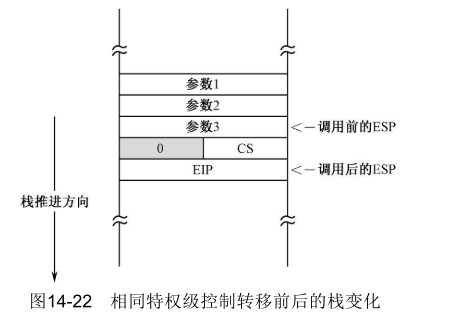 参数1
参数2
参数3
<－调用前的ESP
0 CS
EIP
<－调用后的ESP
栈推进方向
图14-22 相同特权级控制转移前后的栈变化